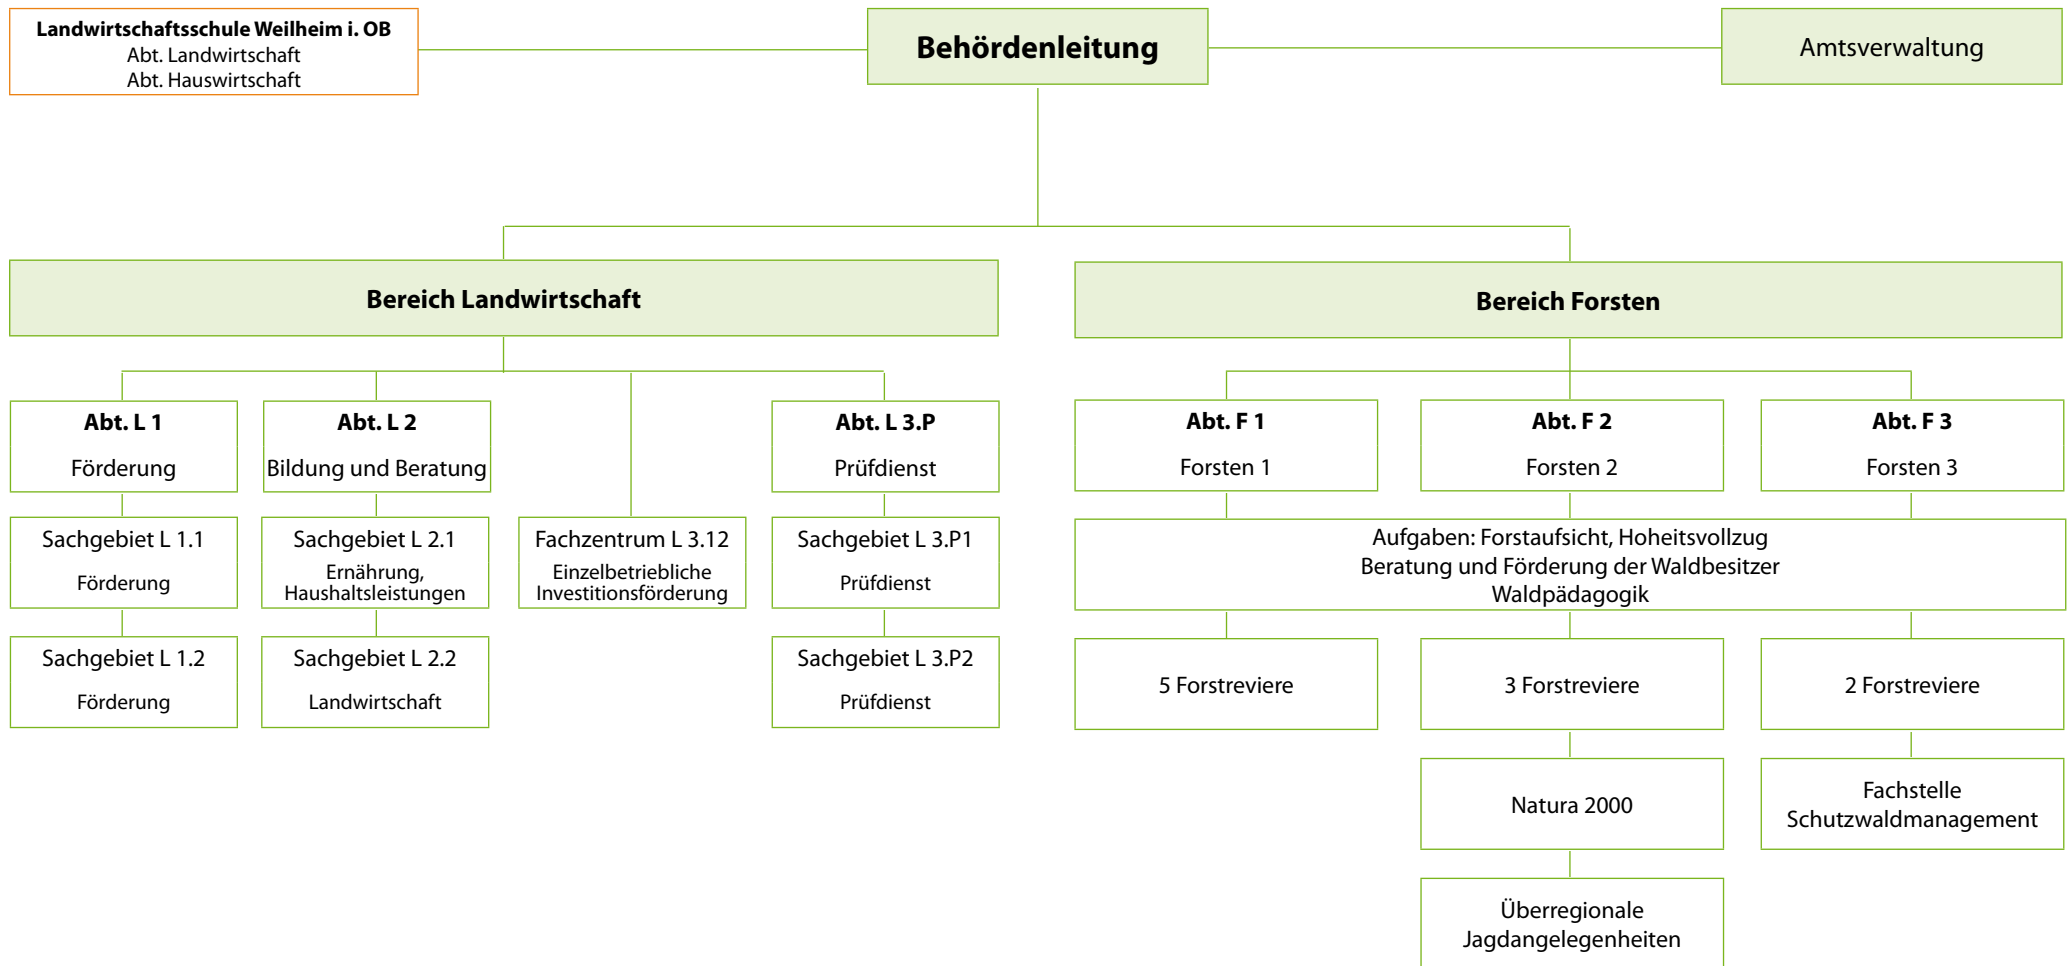 Landwirtschaftsschule Weilheim i. OB
Abt. Landwirtschaft
Abt. Hauswirtschaft
Behördenleitung
Amtsverwaltung
Bereich Landwirtschaft
Bereich Forsten
Abt. L 1
Förderung
Abt. L 2
Bildung und Beratung
Abt. L 3.P
Prüfdienst
Abt. F 1
Forsten 1
Abt. F 2
Forsten 2
Abt. F 3
Forsten 3
Sachgebiet L 1.1
Förderung
Sachgebiet L 2.1
Ernährung,
Haushaltsleistungen
Fachzentrum L 3.12
Einzelbetriebliche
Investitionsförderung
Sachgebiet L 3.P1
Prüfdienst
Aufgaben: Forstaufsicht, Hoheitsvollzug
Beratung und Förderung der Waldbesitzer
Waldpädagogik
Sachgebiet L 1.2
Förderung
Sachgebiet L 2.2
Landwirtschaft
Sachgebiet L 3.P2
Prüfdienst
5 Forstreviere
3 Forstreviere
2 Forstreviere
Natura 2000
Fachstelle
Schutzwaldmanagement
Überregionale
Jagdangelegenheiten